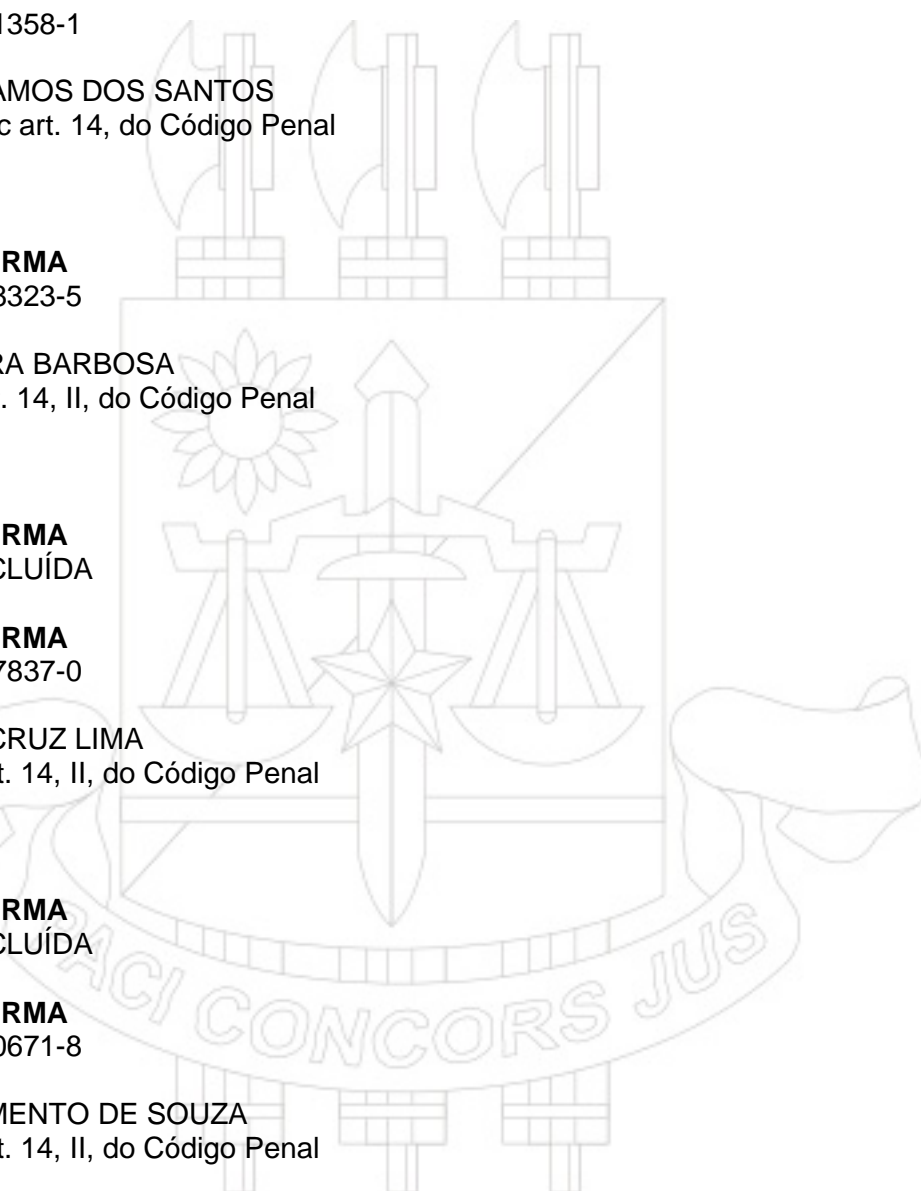 1358-1
AMOS DOS SANTOS
c art. 14, do Código Penal
RMA
3323-5
RA BARBOSA
. 14, II, do Código Penal
RMA
CLUÍDA
RMA
7837-0
CRUZ LIMA
t. 14, II, do Código Penal
RMA
CLUÍDA
RMA
0671-8
MENTO DE SOUZA
t. 14, II, do Código Penal
PACI CONCORS JUS